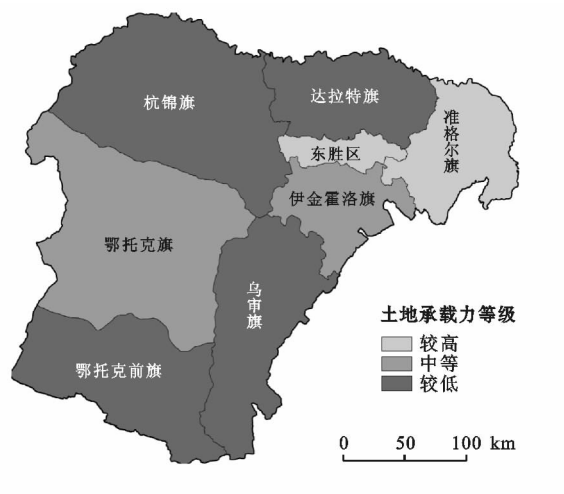 杭锦旗
达拉特旗
准格尔旗
东胜区
伊金霍洛旗
鄂托克旗
乌审旗
鄂托克前旗
土地承载力等级
较高
中等
较低
0 50 100 km